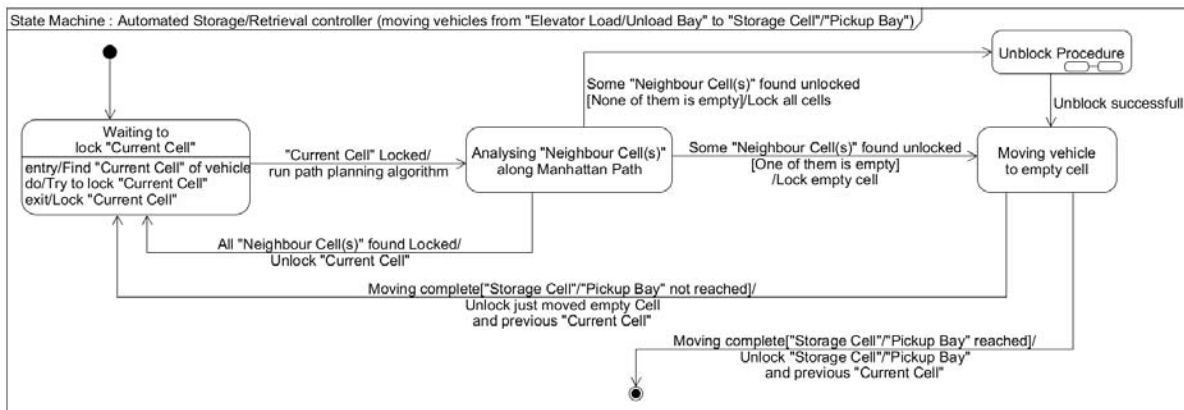 State Machine : Automated Storage/Retrieval controller (moving vehicles from "Elevator Load/Unload Bay" to "Storage Cell"/"Pickup Bay")
Unblock Procedure
Some "Neighbour Cell(s)" found unlocked
[None of them is empty]/Lock all cells
Unblock successfull
Waiting to
lock "Current Cell"
entry/Find "Current Cell" of vehicle
do/Try to lock "Current Cell"
exit/Lock "Current Cell"
"Current Cell" Locked/
run path planning algorithm
Analysing "Neighbour Cell(s)"
along Manhattan Path
Some "Neighbour Cell(s)" found unlocked
[One of them is empty]
/Lock empty cell
Moving vehicle
to empty cell
All "Neighbour Cell(s)" found Locked/
Unlock "Current Cell"
Moving complete["Storage Cell"/"Pickup Bay" not reached]/
Unlock just moved empty Cell
and previous "Current Cell"
Moving complete["Storage Cell"/"Pickup Bay" reached]/
Unlock "Storage Cell"/"Pickup Bay"
and previous "Current Cell"